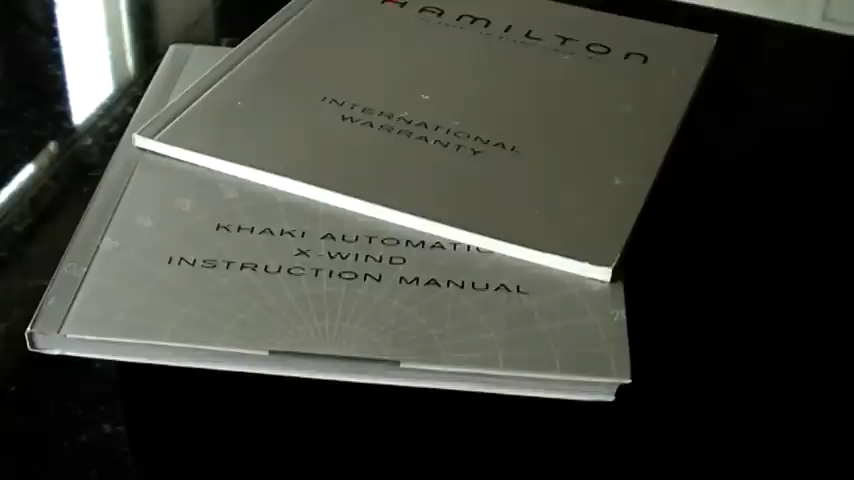 HAMILTON
INTERNATIONAL
WARRANTY
KHAKI AUTOMATIC
X-WIND
INSTRUCTION MANUAL